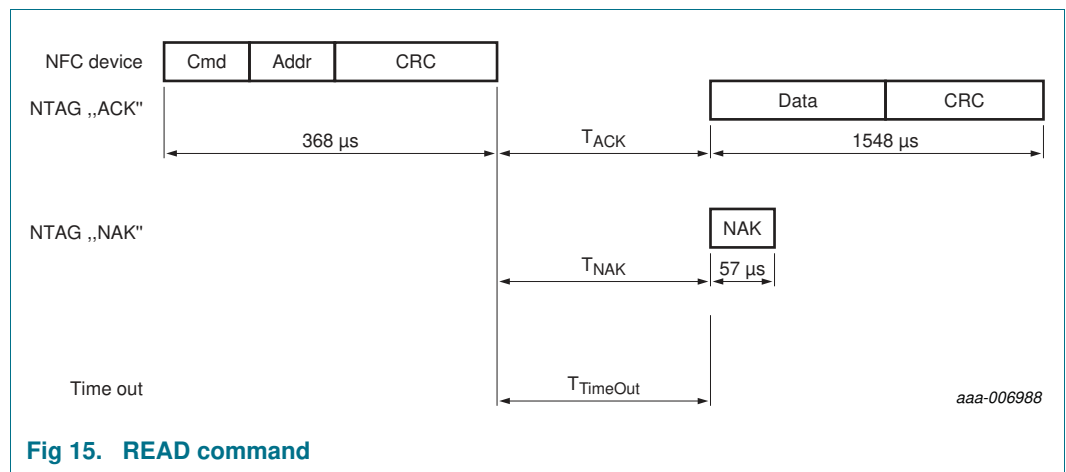 NFC device Cmd Addr CRC
NTAG ,,ACK" Data CRC
368 µs TACK 1548 µs
NTAG ,,NAK" NAK
TNAK 57 µs
Time out TTimeOut aaa-006988
Fig 15. READ command